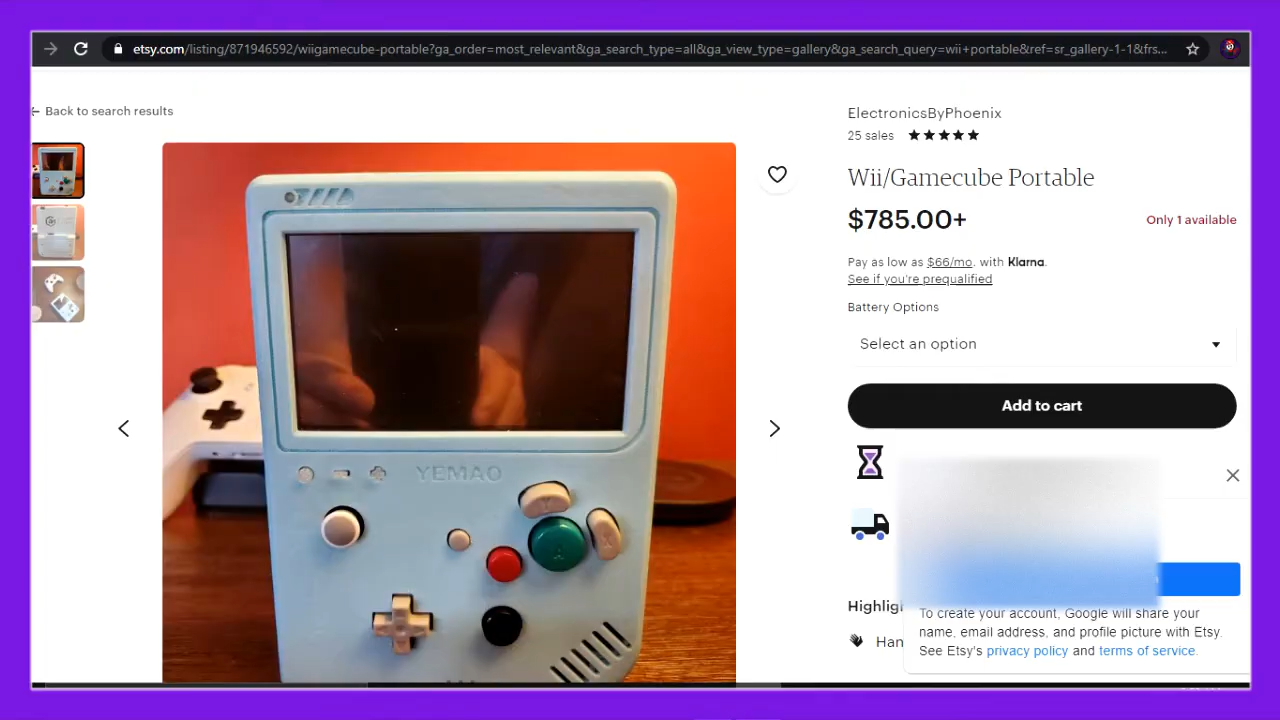 etsy.com/listing/871946592/wiigamecube-portable?ga_order=most_relevant&ga_search_type=all&ga_view_type=gallery&ga_search_query=wii+portable&ref=sr_gallery-1-1&frs...
Back to search results
ElectronicsByPhoenix
25 sales ★★★★★
Wii/Gamecube Portable
$785.00+
Only 1 available
Pay as low as $66/mo. with Klarna.
See if you're prequalified
Battery Options
Select an option
Add to cart
YEMAO
Y
X
A
Highlig
To create your account, Google will share your
name, email address, and profile picture with Etsy.
See Etsy's privacy policy and terms of service.
Han